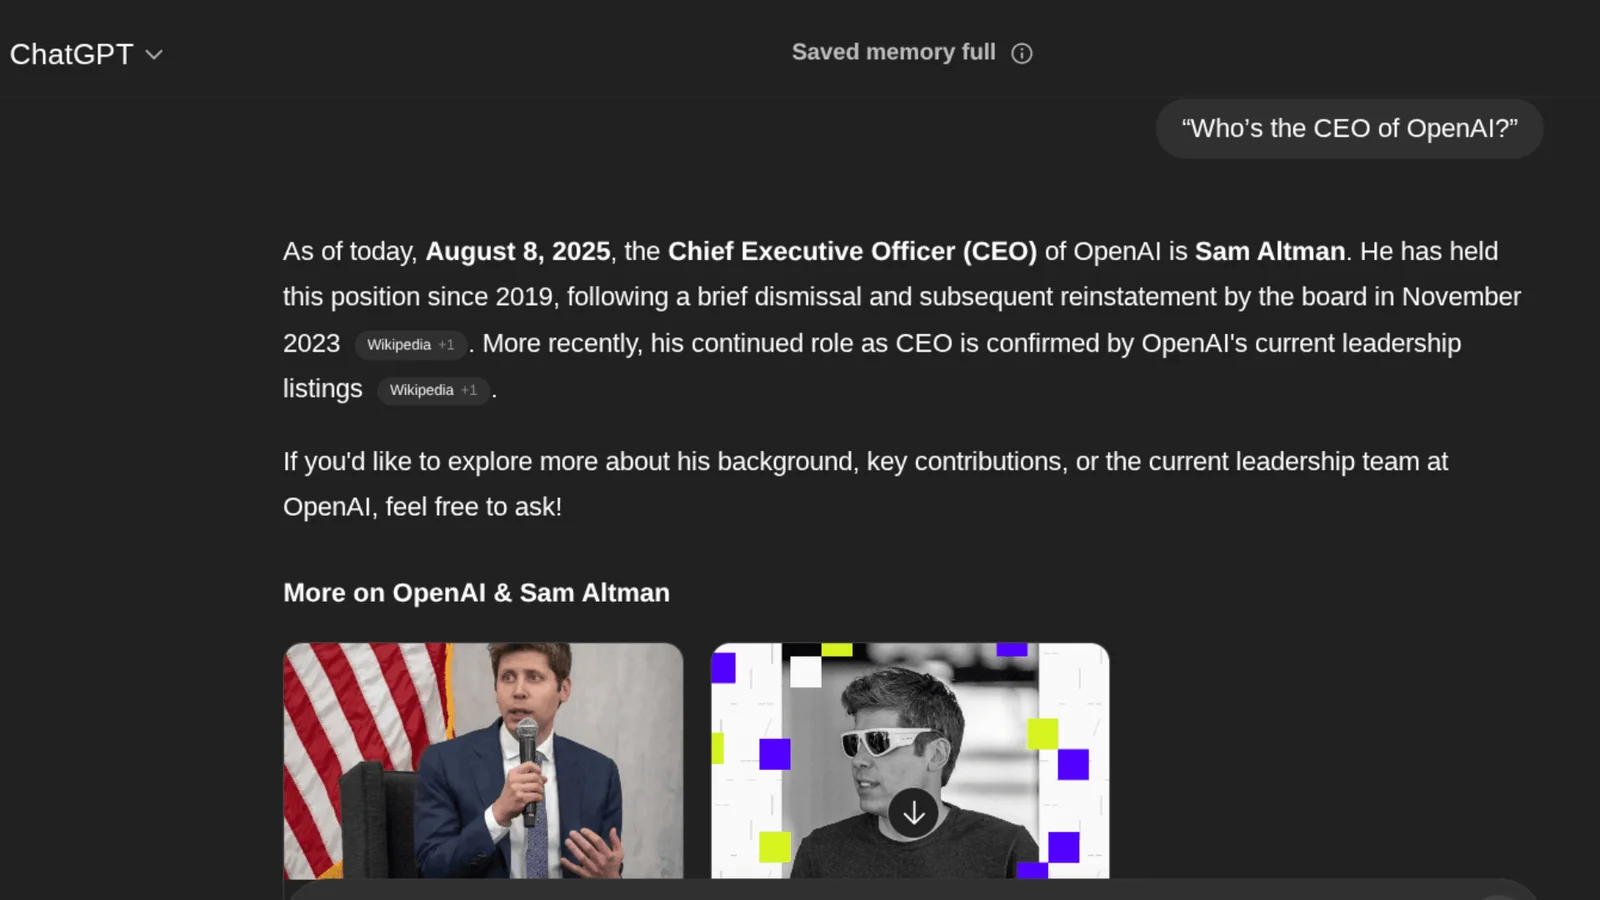 ChatGPT
Saved memory full
“Who’s the CEO of OpenAI?”
As of today, August 8, 2025, the Chief Executive Officer (CEO) of OpenAI is Sam Altman. He has held
this position since 2019, following a brief dismissal and subsequent reinstatement by the board in November
2023 Wikipedia +1 . More recently, his continued role as CEO is confirmed by OpenAI's current leadership
listings Wikipedia +1 .
If you'd like to explore more about his background, key contributions, or the current leadership team at
OpenAI, feel free to ask!
More on OpenAI & Sam Altman